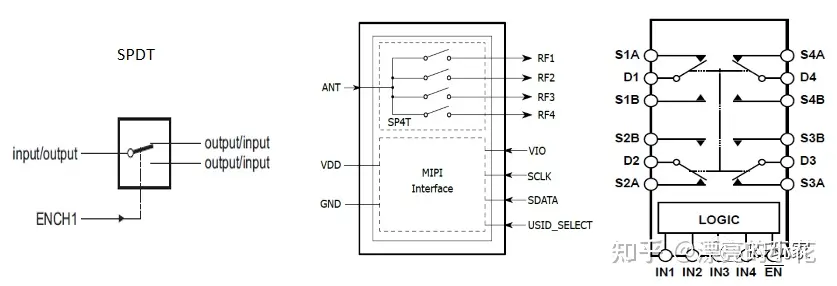 SPDT
input/output
output/input
output/input
ENCH1
ANT
RF1
RF2
RF3
RF4
SP4T
VDD
GND
MIPI
Interface
VIO
SCLK
SDATA
USID_SELECT
S1A
S4A
D1
D4
S1B
S4B
S2B
S3B
D2
D3
S2A
S3A
LOGIC
IN1 IN2 IN3 IN4 EN
知乎